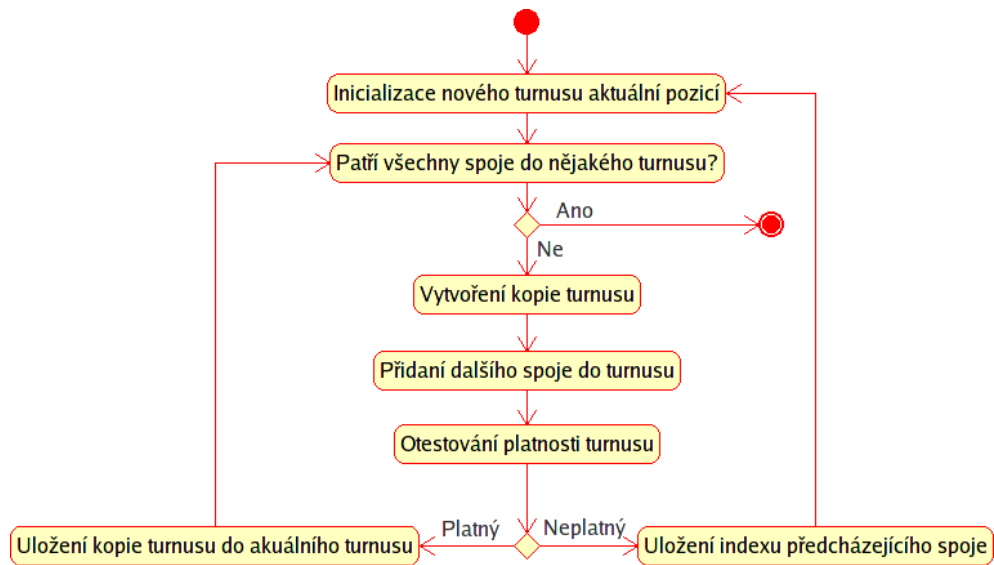 Inicializace nového turnusu aktuální pozicí
Patří všechny spoje do nějakého turnusu?
Ano
Ne
Vytvoření kopie turnusu
Přidaní dalšího spoje do turnusu
Otestování platnosti turnusu
Platný
Neplatný
Uložení kopie turnusu do akuálního turnusu
Uložení indexu předcházejícího spoje